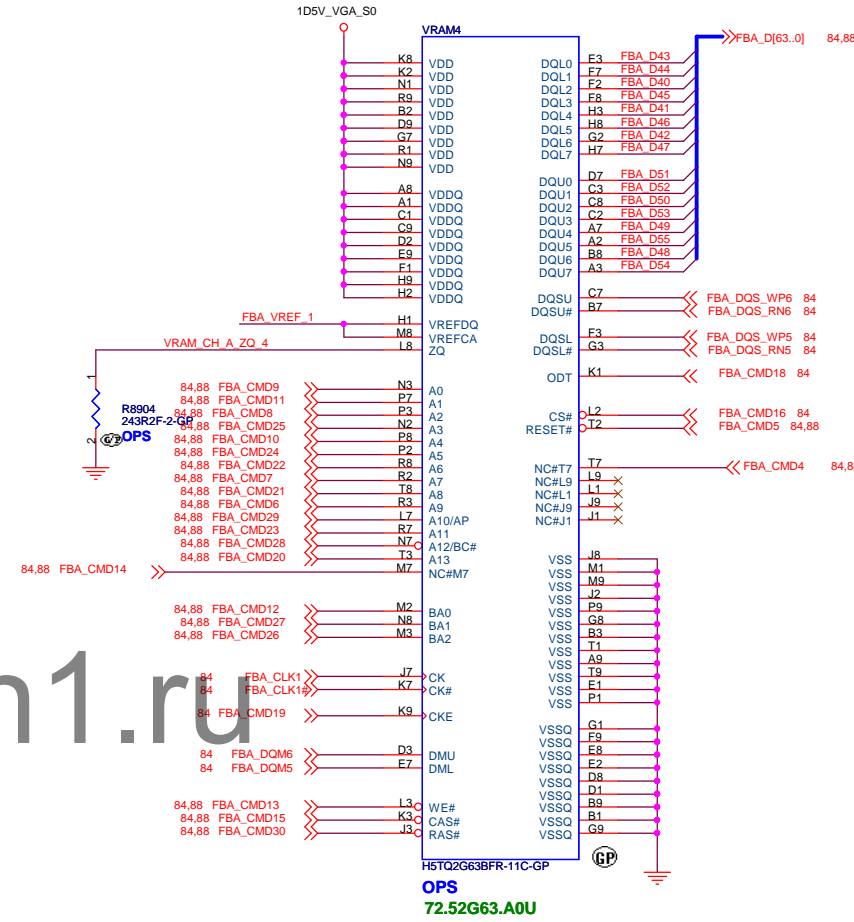 1D5V_VGA_S0
VRAM4
K8 VDD
K2 VDD
N1 VDD
R9 VDD
B2 VDD
D9 VDD
G7 VDD
R1 VDD
N9 VDD
A8 VDDQ
A1 VDDQ
C1 VDDQ
C9 VDDQ
D2 VDDQ
E9 VDDQ
F1 VDDQ
H9 VDDQ
H2 VDDQ
FBA_VREF_1 H1 VREFDQ
M8 VREFCA
VRAM_CH_A_ZQ_4 L8 ZQ
1
R8904
243R2F-2-GP
2 G/P OPS
84,88 FBA_CMD9 N3 A0
84,88 FBA_CMD11 P7 A1
84,88 FBA_CMD8 P3 A2
84,88 FBA_CMD25 N2 A3
84,88 FBA_CMD10 P8 A4
84,88 FBA_CMD24 P2 A5
84,88 FBA_CMD22 R8 A6
84,88 FBA_CMD7 R2 A7
84,88 FBA_CMD21 T8 A8
84,88 FBA_CMD6 R3 A9
84,88 FBA_CMD29 L7 A10/AP
84,88 FBA_CMD23 R7 A11
84,88 FBA_CMD28 N7 A12/BC#
84,88 FBA_CMD20 T3 A13
84,88 FBA_CMD14 M7 NC#M7
84,88 FBA_CMD12 M2 BA0
84,88 FBA_CMD27 N8 BA1
84,88 FBA_CMD26 M3 BA2
84 FBA_CLK1 J7 CK
84 FBA_CLK1# K7 CK#
84 FBA_CMD19 K9 CKE
84 FBA_DQM6 D3 DMU
84 FBA_DQM5 E7 DML
84,88 FBA_CMD13 L3 WE#
84,88 FBA_CMD15 K3 CAS#
84,88 FBA_CMD30 J3 RAS#
FBA_D[63..0] 84,88
DQL0 E3 FBA_D43
DQL1 F7 FBA_D44
DQL2 F2 FBA_D40
DQL3 F8 FBA_D45
DQL4 H3 FBA_D41
DQL5 H8 FBA_D46
DQL6 G2 FBA_D42
DQL7 H7 FBA_D47
DQU0 D7 FBA_D51
DQU1 C3 FBA_D52
DQU2 C8 FBA_D50
DQU3 C2 FBA_D53
DQU4 A7 FBA_D49
DQU5 A2 FBA_D55
DQU6 B8 FBA_D48
DQU7 A3 FBA_D54
DQSU C7 FBA_DQS_WP6 84
DQSU# B7 FBA_DQS_RN6 84
DQSL F3 FBA_DQS_WP5 84
DQSL# G3 FBA_DQS_RN5 84
ODT K1 FBA_CMD18 84
CS# L2 FBA_CMD16 84
RESET# T2 FBA_CMD5 84,88
NC#T7 T7 FBA_CMD4 84,8
NC#L9 L9
NC#L1 L1
NC#J9 J9
NC#J1 J1
VSS J8
VSS M1
VSS M9
VSS J2
VSS P9
VSS G8
VSS B3
VSS T1
VSS A9
VSS T9
VSS E1
VSS P1
VSSQ G1
VSSQ F9
VSSQ E8
VSSQ E2
VSSQ D8
VSSQ D1
VSSQ B9
VSSQ B1
VSSQ G9
n1.ru
H5TQ2G63BFR-11C-GP
GP
OPS
72.52G63.A0U